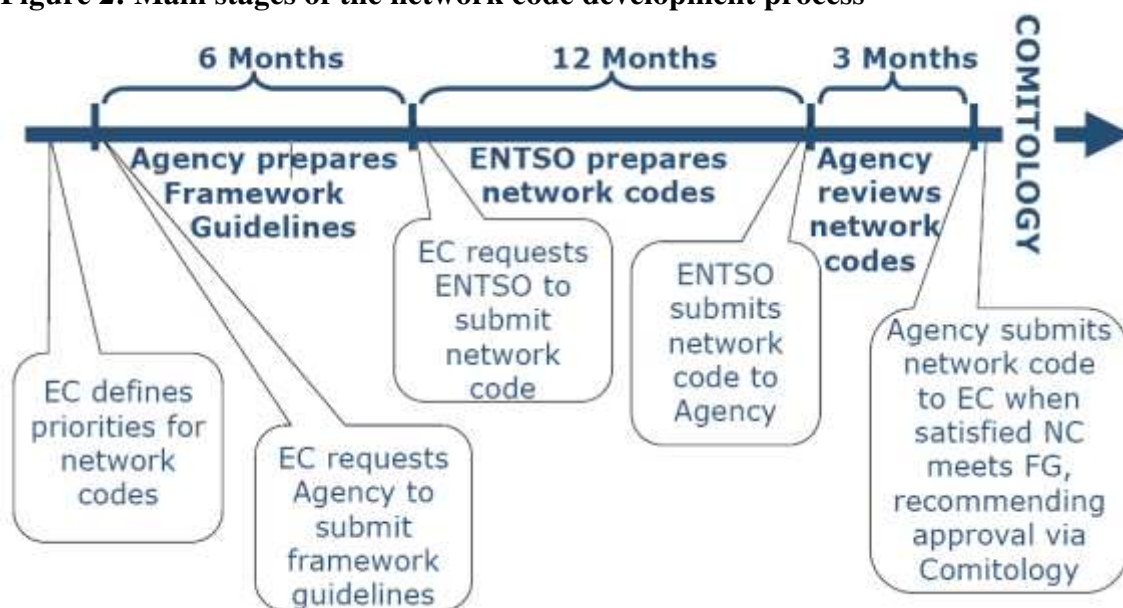 Figure 2: Main stages of the network code development process
6 Months
12 Months
3 Months
COMITOLOGY
Agency prepares
Framework
Guidelines
ENTSO prepares
network codes
Agency
reviews
network
codes
EC defines
priorities for
network
codes
EC requests
Agency to
submit
framework
guidelines
EC requests
ENTSO to
submit
network
code
ENTSO
submits
network
code to
Agency
Agency submits
network code
to EC when
satisfied NC
meets FG,
recommending
approval via
Comitology